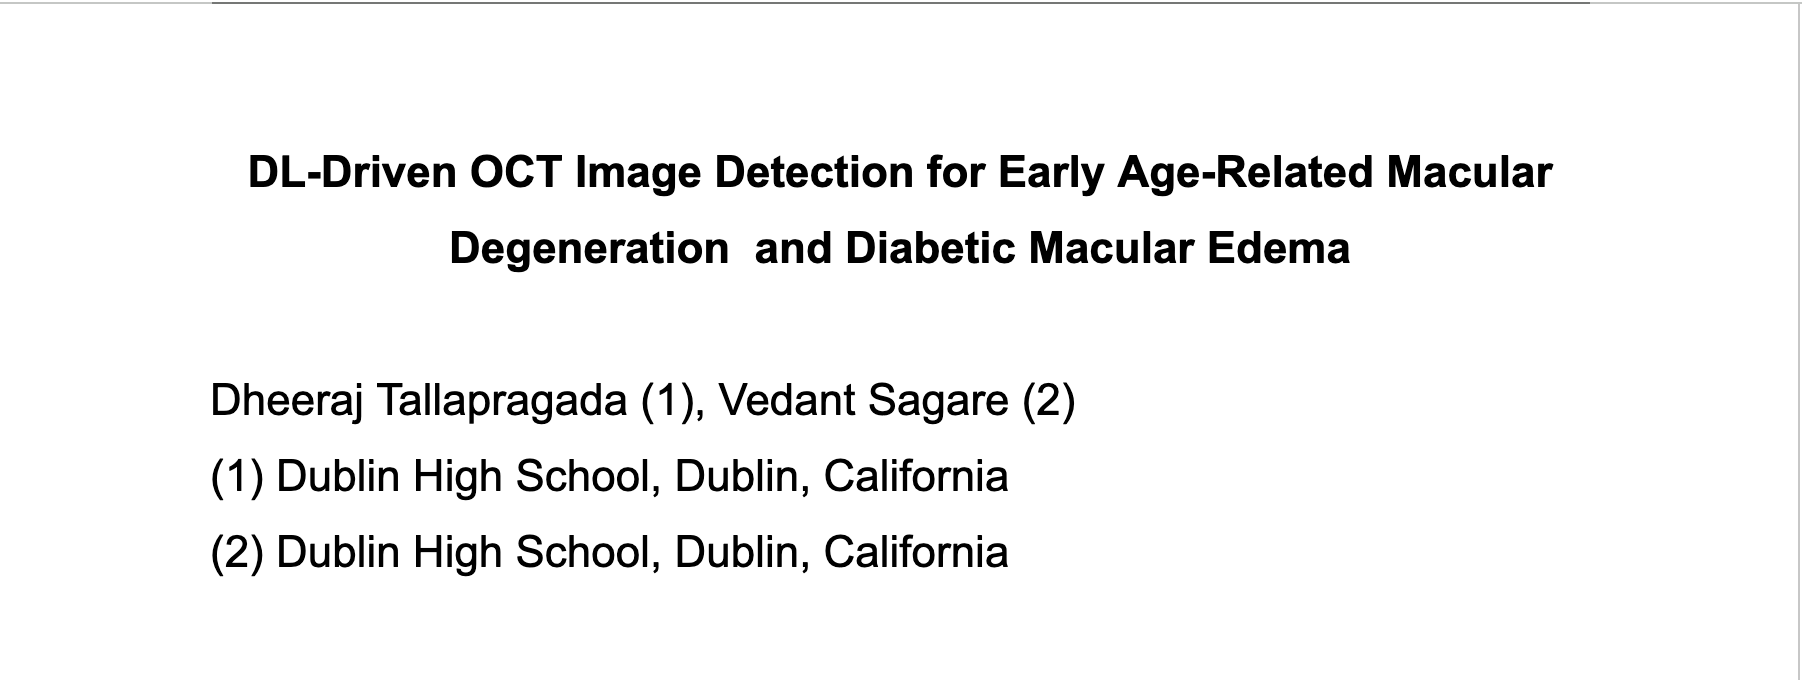 DL-Driven OCT Image Detection for Early Age-Related Macular
Degeneration  and Diabetic Macular Edema
Dheeraj Tallapragada (1), Vedant Sagare (2)
(1) Dublin High School, Dublin, California
(2) Dublin High School, Dublin, California